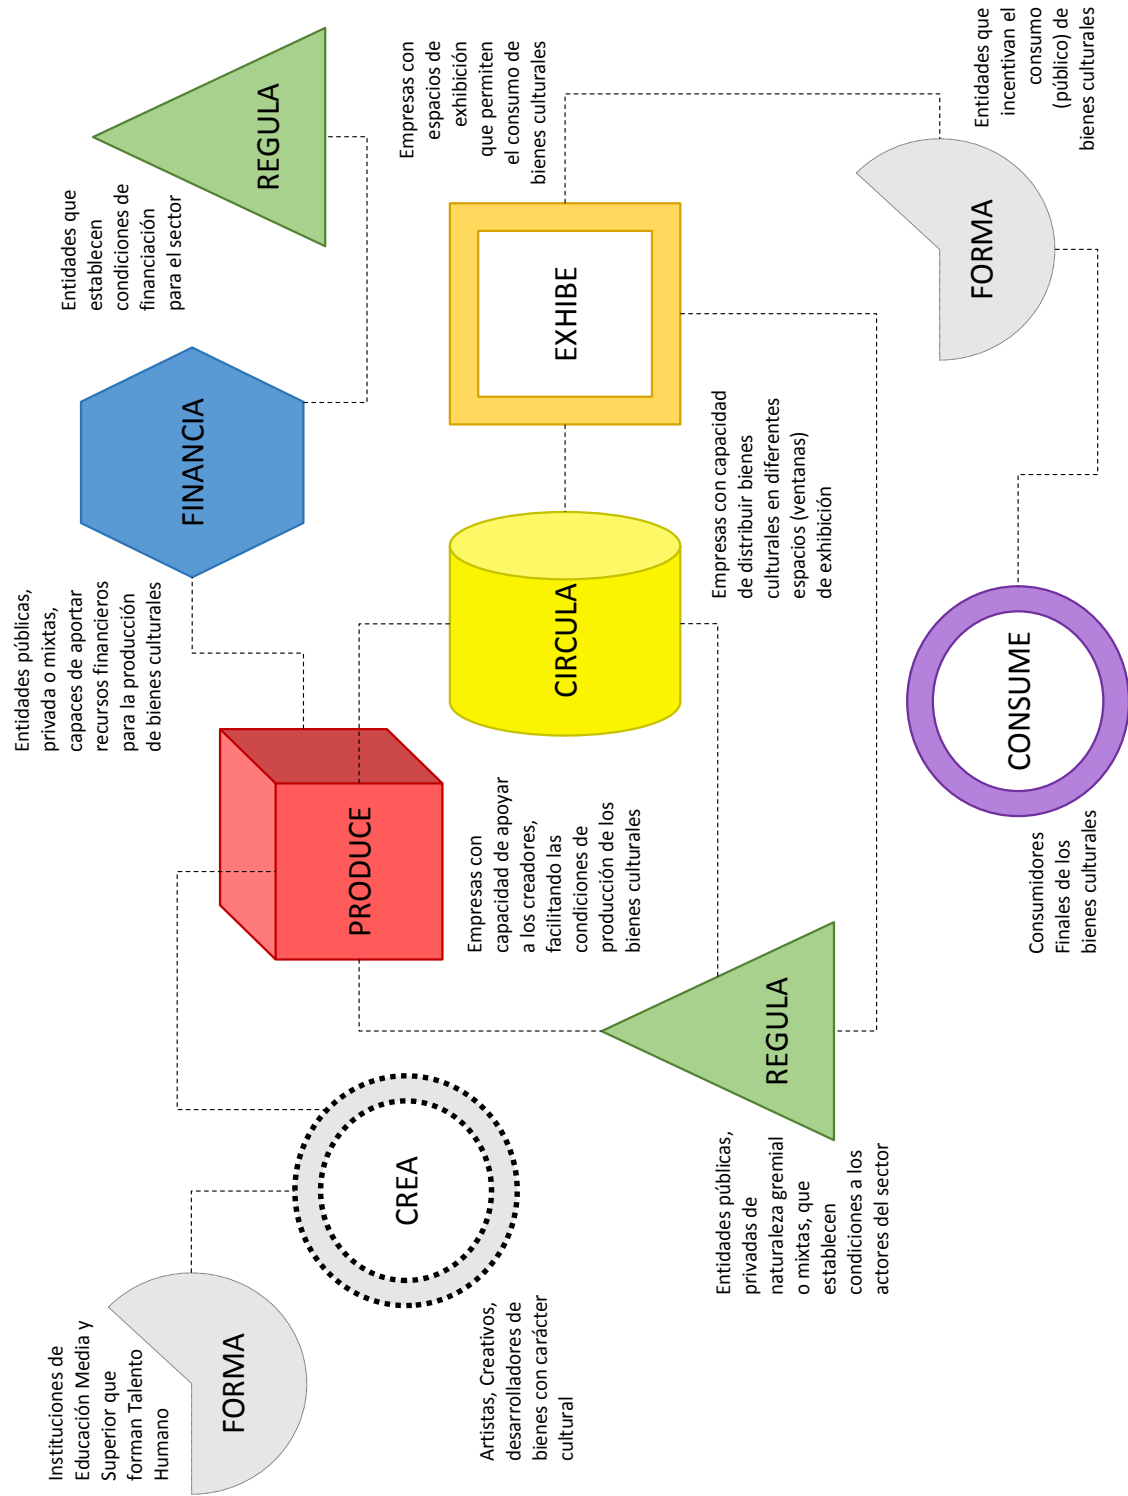 Instituciones de
Educación Media y
Superior que
forman Talento
Humano
FORMA
Artistas, Creativos,
desarrolladores de
bienes con carácter
cultural
CREA
Entidades públicas,
privada o mixtas,
capaces de aportar
recursos financieros
para la producción
de bienes culturales
PRODUCE
Empresas con
capacidad de apoyar
a los creadores,
facilitando las
condiciones de
producción de los
bienes culturales
Entidades públicas,
privadas de
naturaleza gremial
o mixtas, que
establecen
condiciones a los
actores del sector
REGULA
FINANCIA
Entidades que
establecen
condiciones de
financiación
para el sector
REGULA
CIRCULA
Empresas con capacidad
de distribuir bienes
culturales en diferentes
espacios (ventanas)
de exhibición
EXHIBE
Empresas con
espacios de
exhibición
que permiten
el consumo de
bienes culturales
Consumidores
Finales de los
bienes culturales
CONSUME
FORMA
Entidades que
incentivan el
consumo
(público) de
bienes culturales